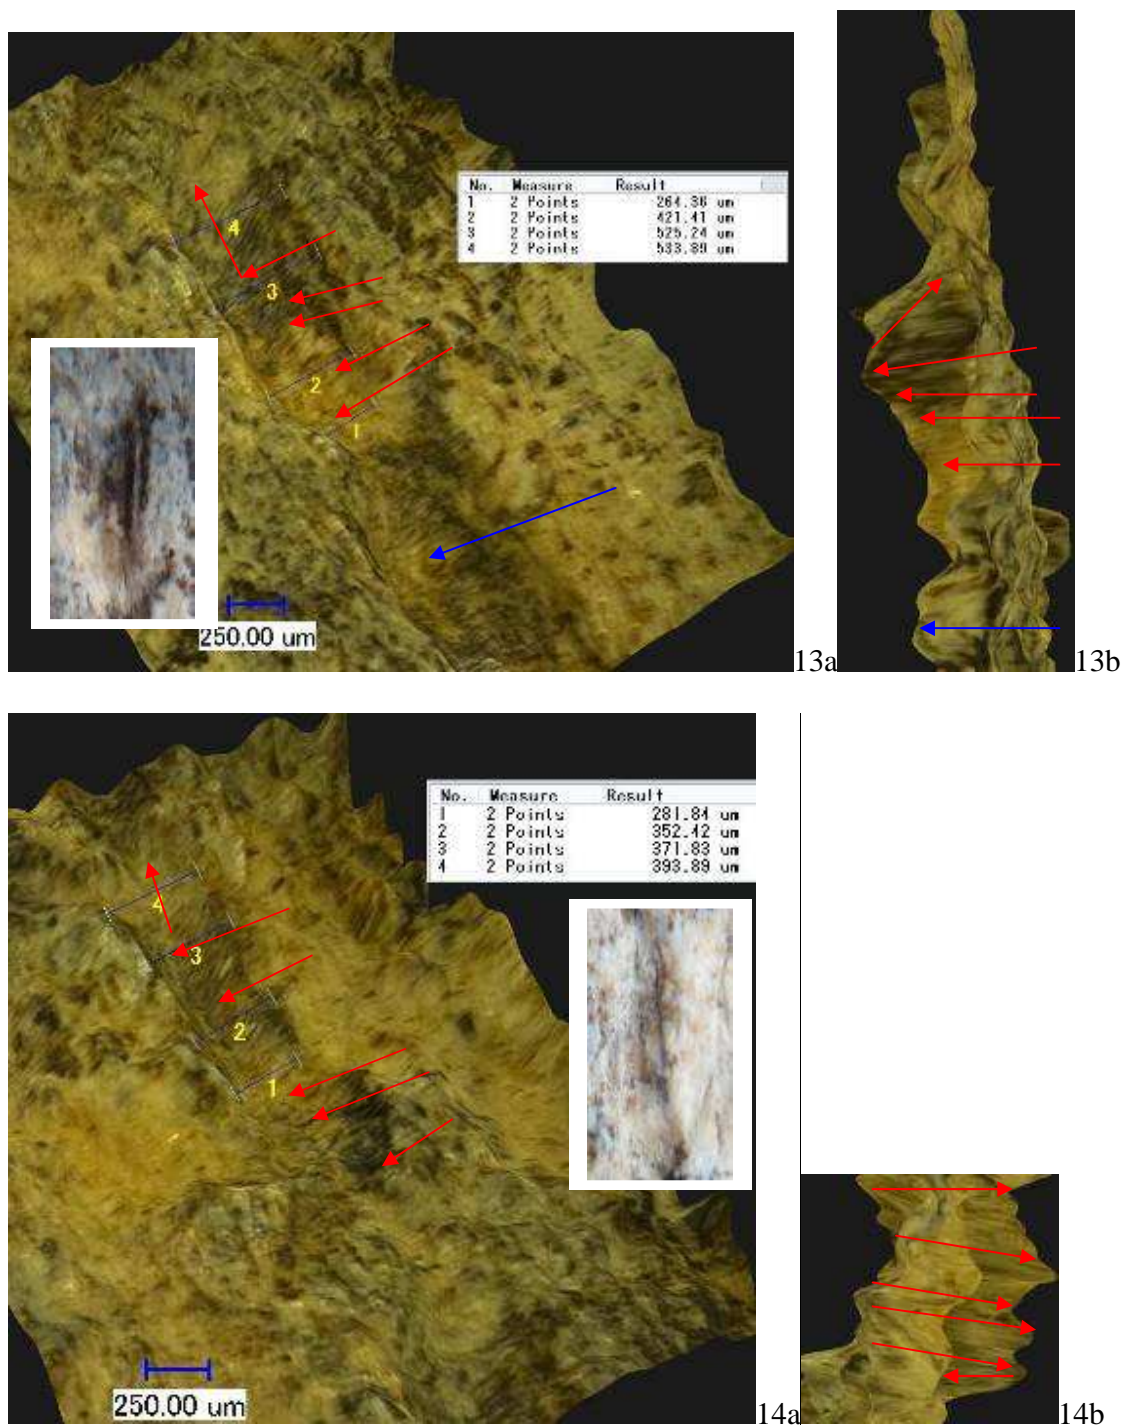 No. Measure Result
1 2 Points 264.36 um
2 2 Points 421.41 um
3 2 Points 525.24 um
4 2 Points 533.89 um
4
3
2
1
250.00 um
13a
13b
No. Measure Result
1 2 Points 281.84 um
2 2 Points 352.42 um
3 2 Points 371.83 um
4 2 Points 393.89 um
4
3
2
1
250.00 um
14a
14b